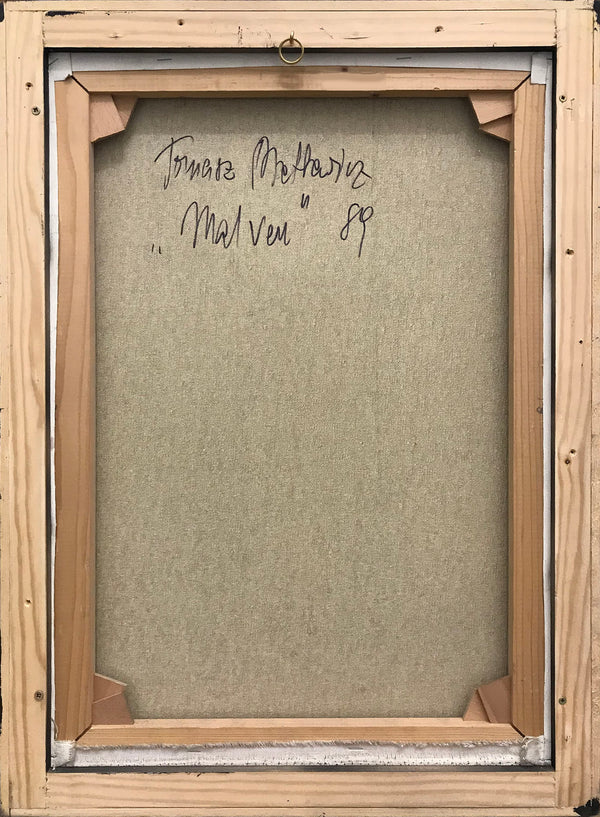 Tomasz
„Malven" 89